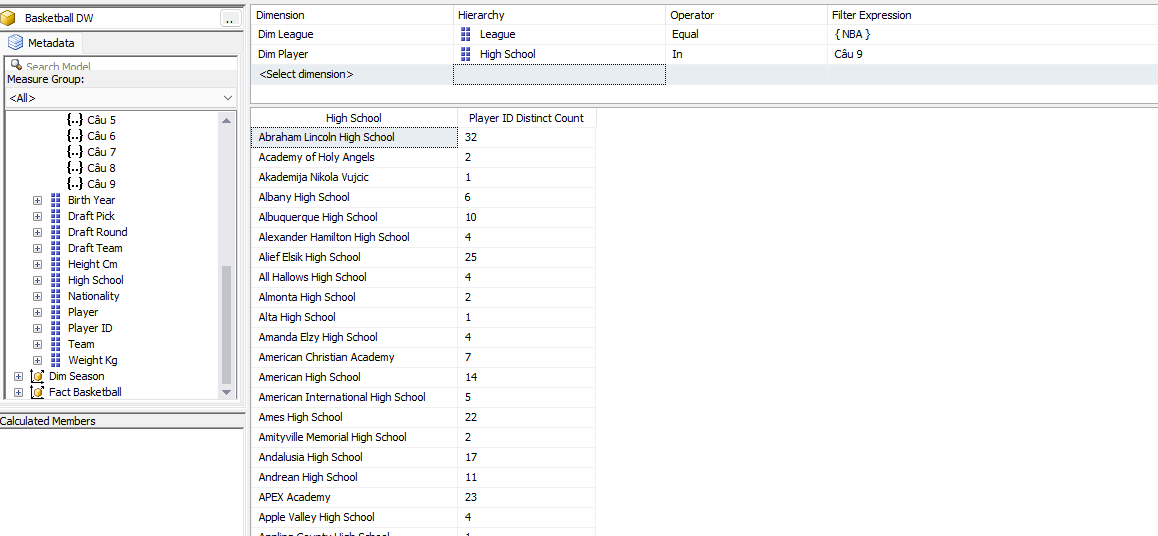 Basketball DW
..
Metadata
Search Model
Measure Group:
<All>
Câu 5
Câu 6
Câu 7
Câu 8
Câu 9
Birth Year
Draft Pick
Draft Round
Draft Team
Height Cm
High School
Nationality
Player
Player ID
Team
Weight Kg
Dim Season
Fact Basketball
Calculated Members
Dimension Hierarchy Operator Filter Expression
Dim League League Equal { NBA }
Dim Player High School In Câu 9
<Select dimension>
High School Player ID Distinct Count
Abraham Lincoln High School 32
Academy of Holy Angels 2
Akademija Nikola Vujcic 1
Albany High School 6
Albuquerque High School 10
Alexander Hamilton High School 4
Alief Elsik High School 25
All Hallows High School 4
Almonta High School 2
Alta High School 1
Amanda Elzy High School 4
American Christian Academy 7
American High School 14
American International High School 5
Ames High School 22
Amityville Memorial High School 2
Andalusia High School 17
Andrean High School 11
APEX Academy 23
Apple Valley High School 4
Appling County High School 1